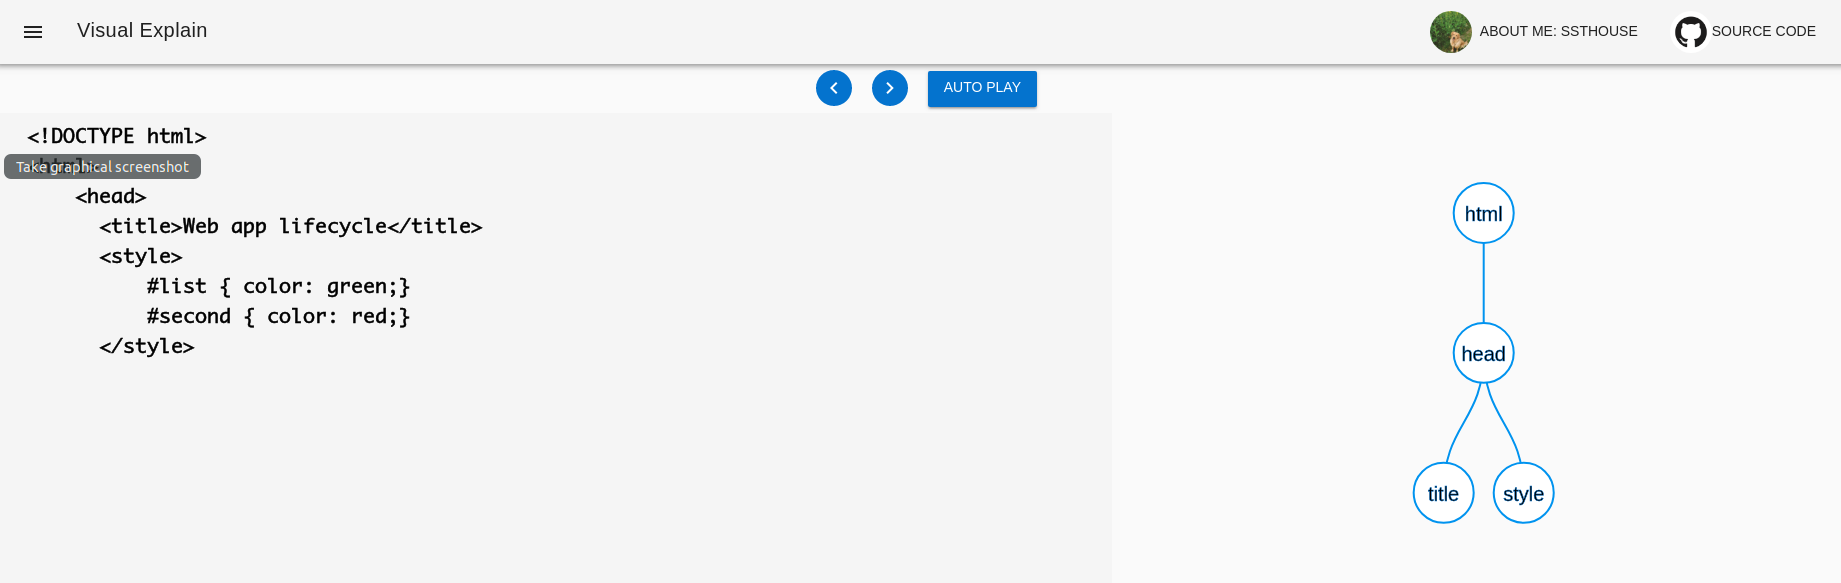 Visual Explain
ABOUT ME: SSTHOUSE
SOURCE CODE
AUTO PLAY
<!DOCTYPE html>
Take graphical screenshot
<head>
<title>Web app lifecycle</title>
<style>
#list { color: green;}
#second { color: red;}
</style>
html
head
title
style